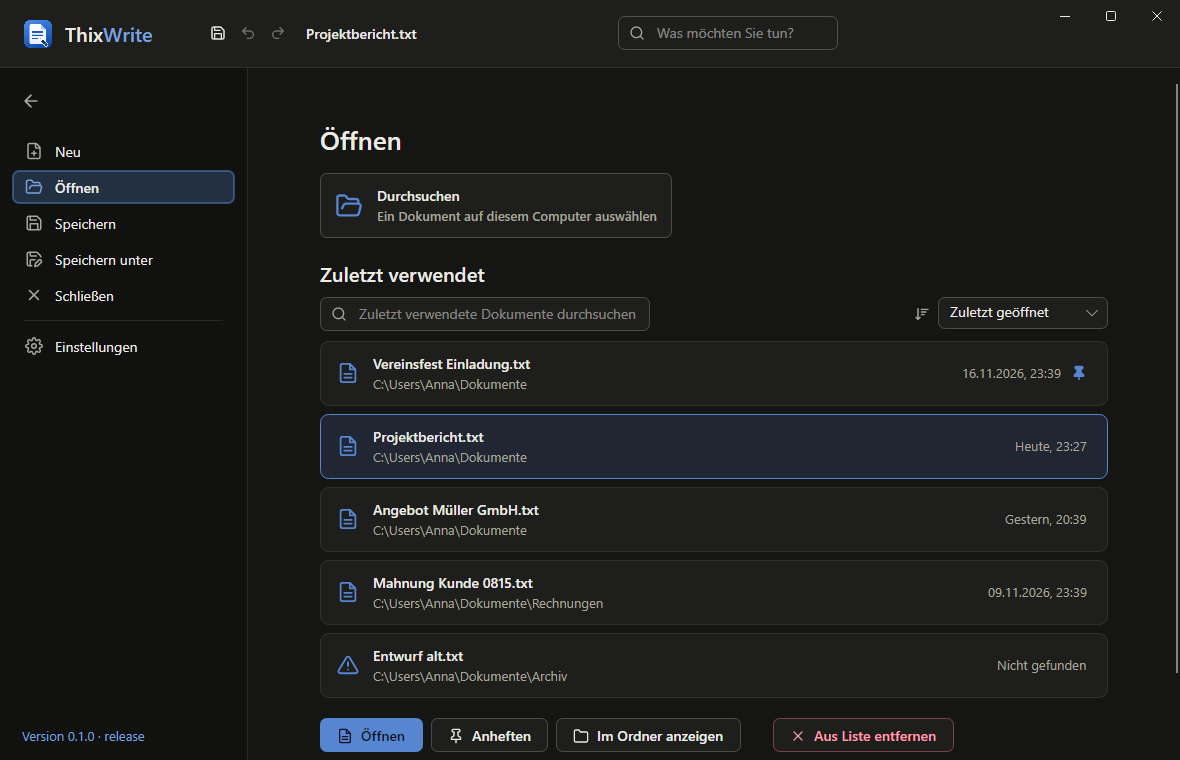 ThixWrite
Projektbericht.txt
Was möchten Sie tun?
Neu
Öffnen
Speichern
Speichern unter
Schließen
Einstellungen
Version 0.1.0 · release
Öffnen
Durchsuchen
Ein Dokument auf diesem Computer auswählen
Zuletzt verwendet
Zuletzt verwendete Dokumente durchsuchen
Zuletzt geöffnet
Vereinsfest Einladung.txt
C:\Users\Anna\Dokumente
16.11.2026, 23:39
Projektbericht.txt
C:\Users\Anna\Dokumente
Heute, 23:27
Angebot Müller GmbH.txt
C:\Users\Anna\Dokumente
Gestern, 20:39
Mahnung Kunde 0815.txt
C:\Users\Anna\Dokumente\Rechnungen
09.11.2026, 23:39
Entwurf alt.txt
C:\Users\Anna\Dokumente\Archiv
Nicht gefunden
Öffnen
Anheften
Im Ordner anzeigen
Aus Liste entfernen